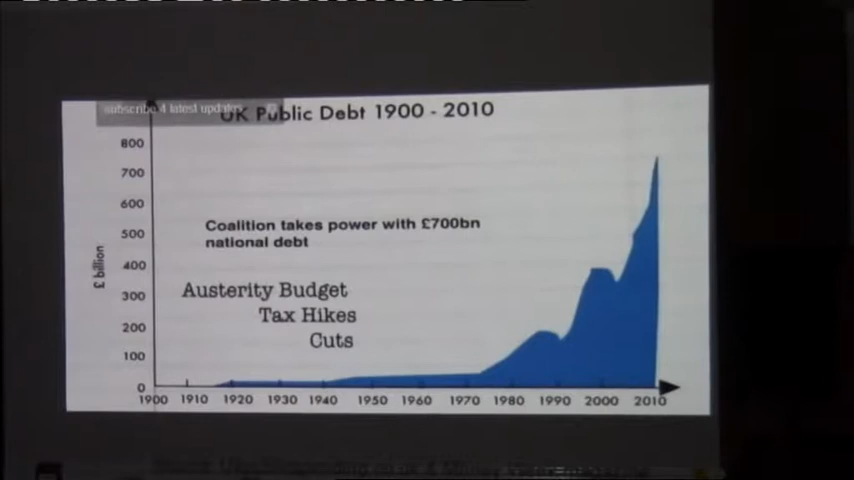 subscribe 4 latest updates
UK Public Debt 1900 - 2010
800
700
600
500
400
300
200
100
0
£ billion
Coalition takes power with £700bn
national debt
Austerity Budget
Tax Hikes
Cuts
1900 1910 1920 1930 1940 1950 1960 1970 1980 1990 2000 2010